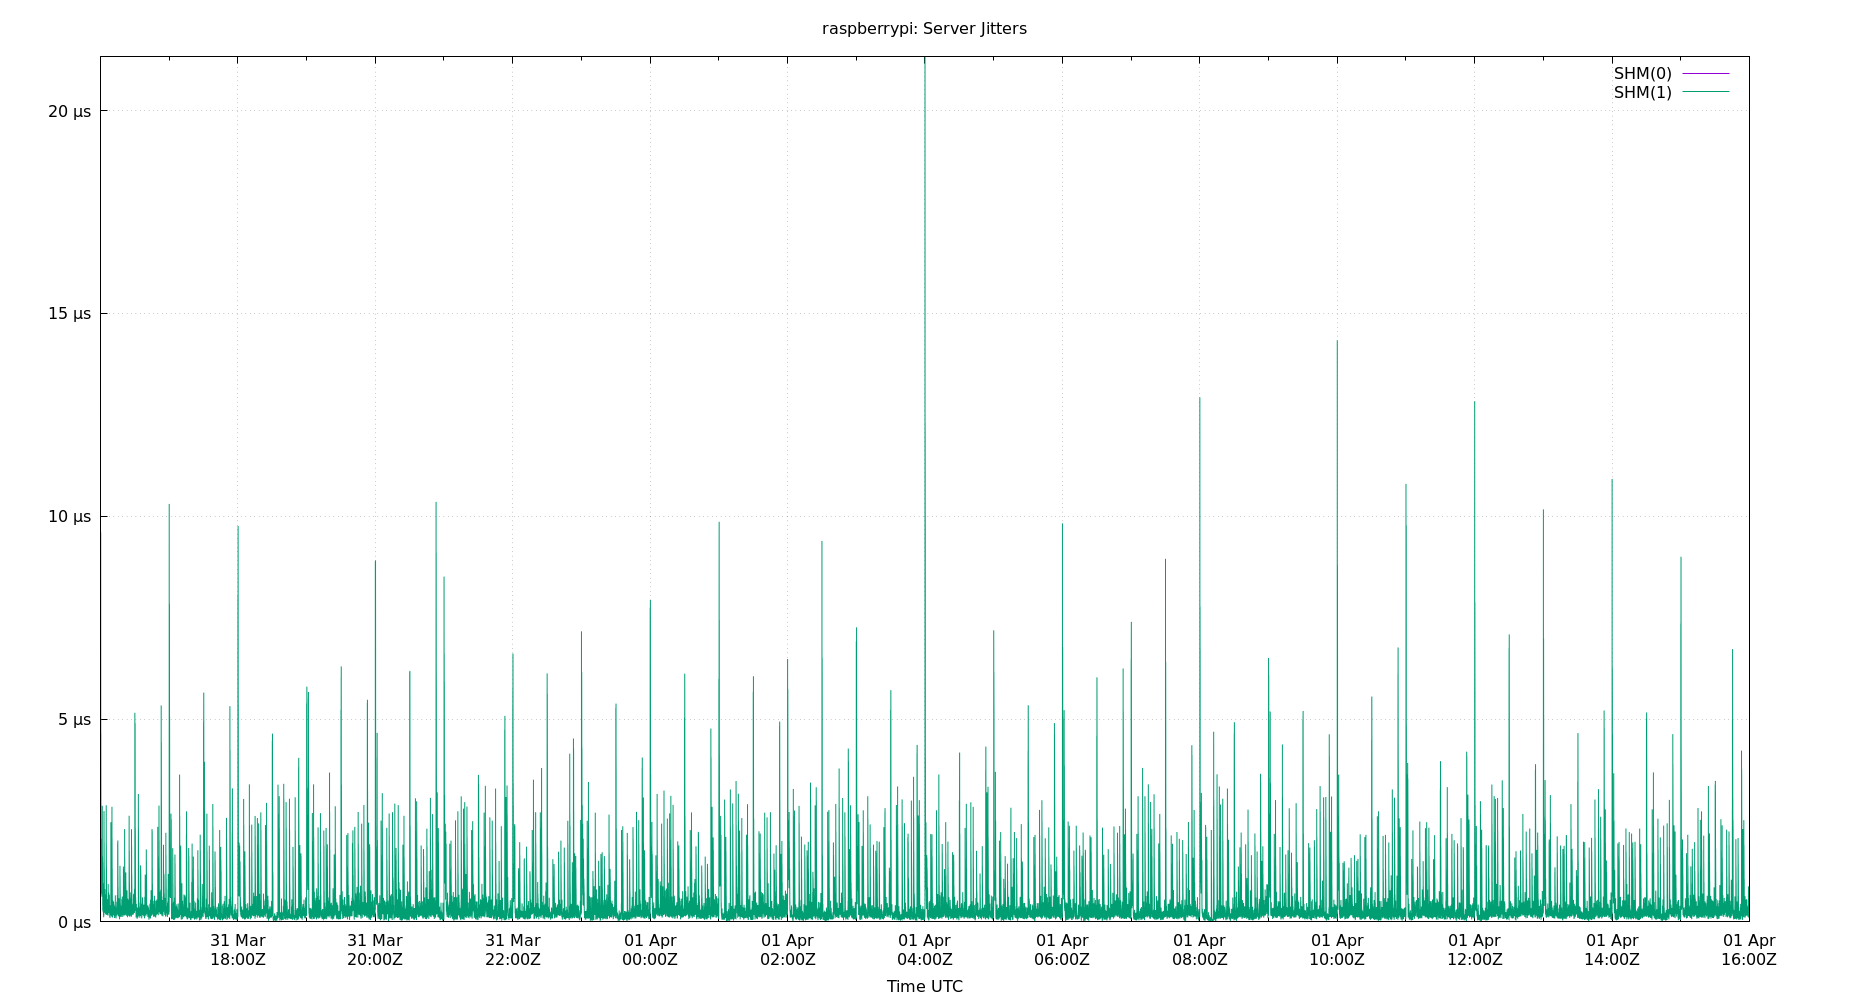 raspberrypi: Server Jitters
SHM(0)
SHM(1)
20 µs
15 µs
10 µs
5 µs
0 µs
31 Mar 31 Mar 31 Mar 01 Apr 01 Apr 01 Apr 01 Apr 01 Apr 01 Apr 01 Apr 01 Apr 01 Apr
18:00Z 20:00Z 22:00Z 00:00Z 02:00Z 04:00Z 06:00Z 08:00Z 10:00Z 12:00Z 14:00Z 16:00Z
Time UTC